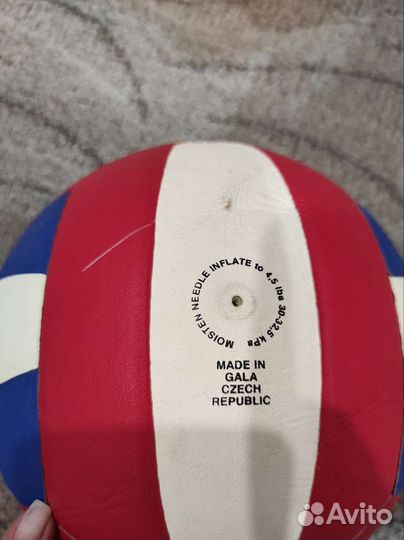 MOISTEN NEEDLE INFLATE to 4,5 lbs 30-32,5 kPa
MADE IN
GALA
CZECH
REPUBLIC
Avito